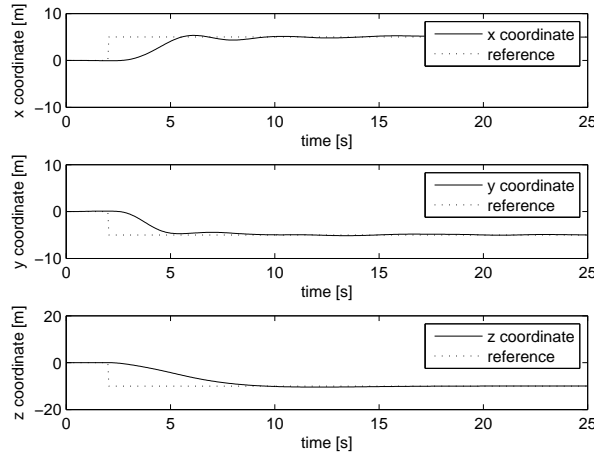 10
0
−10
0
5
10
15
20
25
x coordinate [m]
time [s]
x coordinate
reference
10
0
−10
0
5
10
15
20
25
y coordinate [m]
time [s]
y coordinate
reference
20
0
−20
0
5
10
15
20
25
z coordinate [m]
time [s]
z coordinate
reference